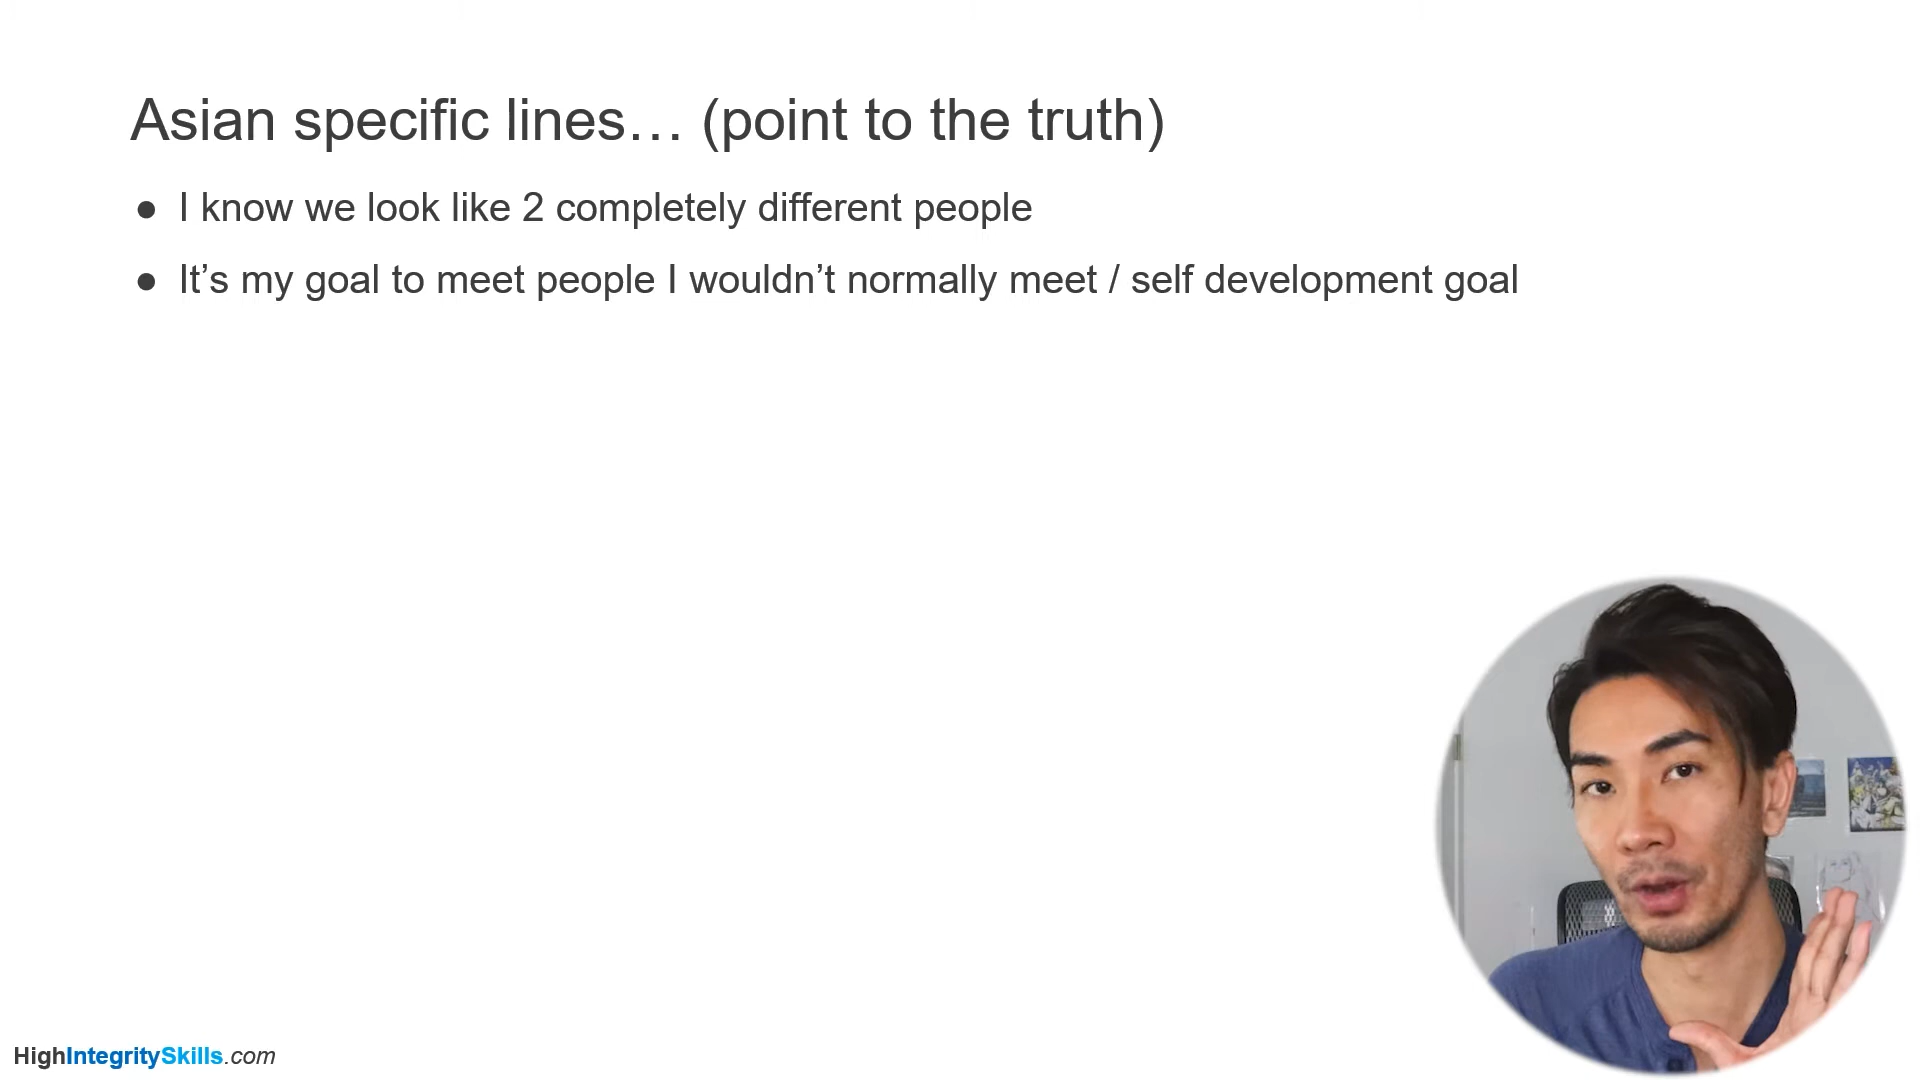 Asian specific lines… (point to the truth)
● I know we look like 2 completely different people
● It’s my goal to meet people I wouldn’t normally meet / self development goal
HighIntegritySkills.com